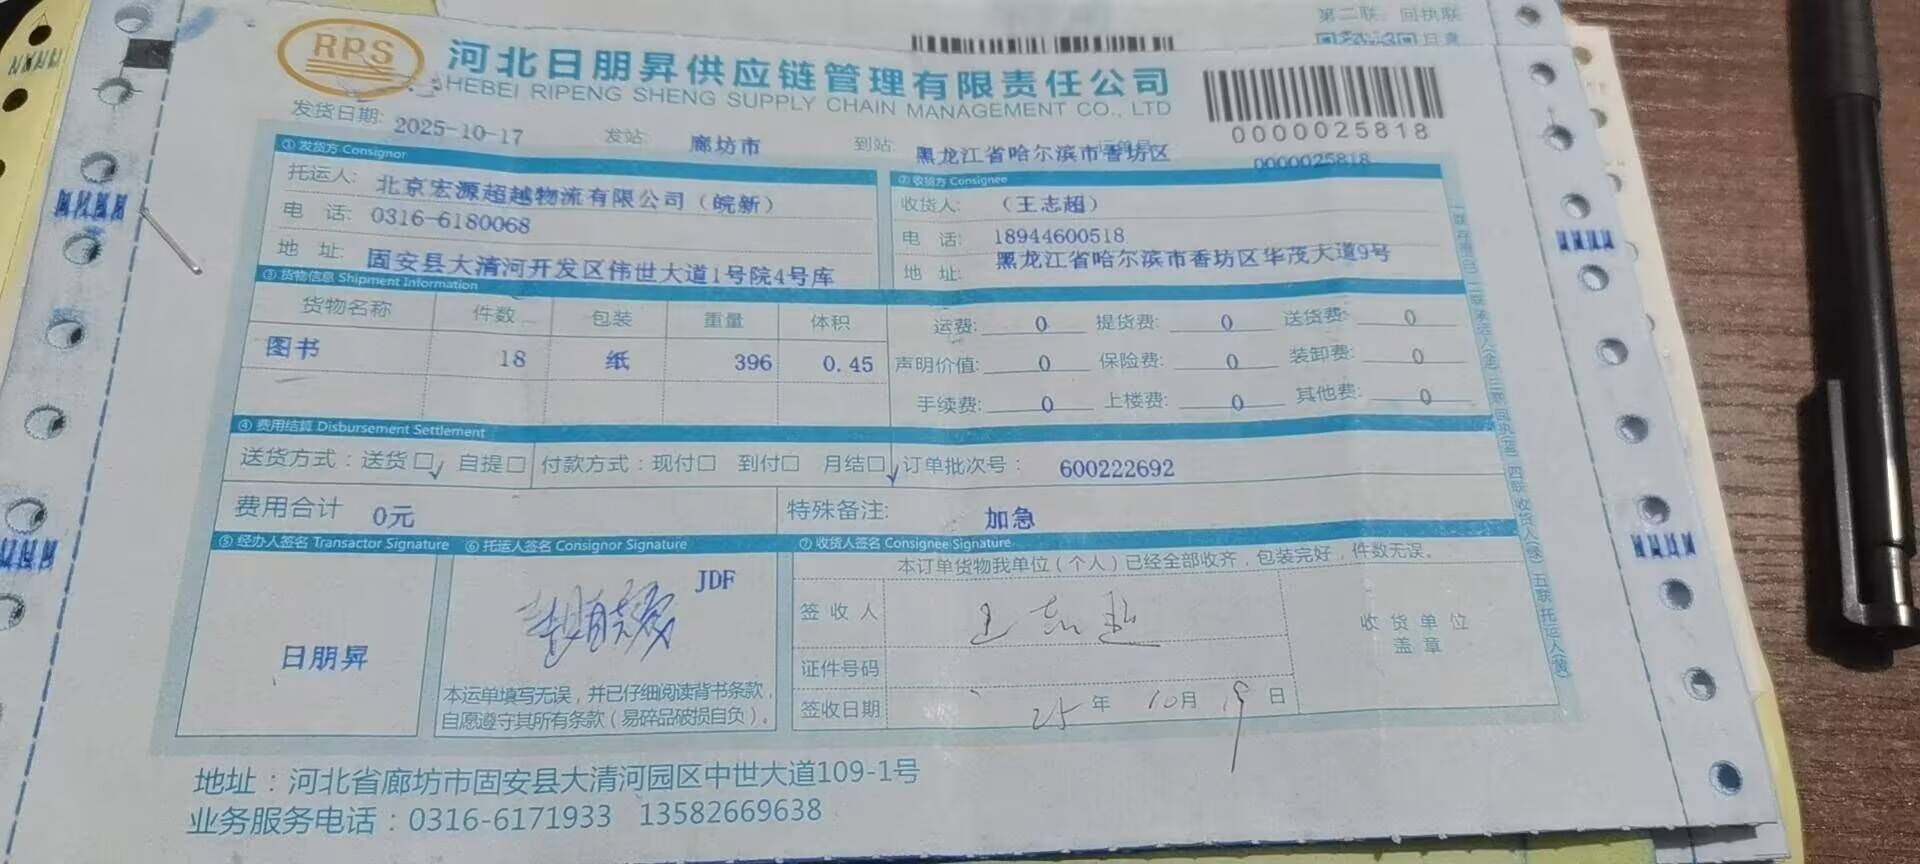 第二联：回执联
RPS
河北日朋昇供应链管理有限责任公司
HEBEI RIPENG SHENG SUPPLY CHAIN MANAGEMENT CO., LTD
0000025818
发货日期: 2025-10-17 发站: 廊坊市 到站: 黑龙江省哈尔滨市香坊区 0000025818
① 发货方 Consignor
② 收货方 Consignee
托运人: 北京宏源超越物流有限公司（皖新） 收货人: （王志超）
电 话: 0316-6180068 电 话: 18944600518
地 址: 固安县大清河开发区伟世大道1号院4号库 地 址: 黑龙江省哈尔滨市香坊区华茂大道9号
③ 货物信息 Shipment Information
货物名称 件数 包装 重量 体积 运费: 0 提货费: 0 送货费: 0
图书 18 纸 396 0.45 声明价值: 0 保险费: 0 装卸费: 0
手续费: 0 上楼费: 0 其他费: 0
④ 费用结算 Disbursement Settlement
送货方式：送货□√ 自提□ 付款方式：现付□ 到付□ 月结□√ 订单批次号： 600222692
费用合计 0元 特殊备注: 加急
⑤ 经办人签名 Transactor Signature ⑥ 托运人签名 Consignor Signature ⑦ 收货人签名 Consignee Signature
本订单货物我单位（个人）已经全部收齐，包装完好，件数无误。
日朋昇
JDF
本运单填写无误，并已仔细阅读背书条款，
自愿遵守其所有条款（易碎品破损自负）。
签收人 王志超
证件号码
签收日期 25 年 10 月 19 日
收货单位
盖章
地址：河北省廊坊市固安县大清河园区中世大道109-1号
业务服务电话：0316-6171933 13582669638